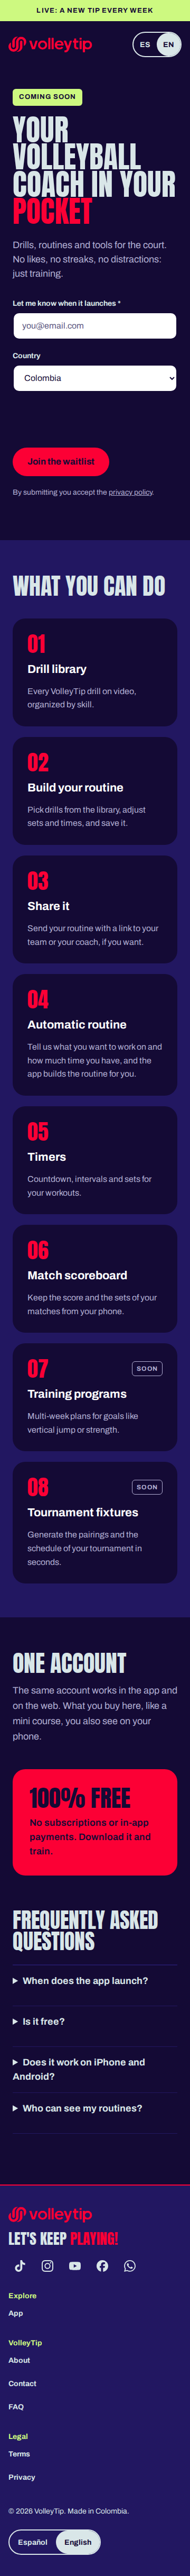 LIVE: A NEW TIP EVERY WEEK
volleytip
ES EN
COMING SOON
YOUR
VOLLEYBALL
COACH IN YOUR
POCKET
Drills, routines and tools for the court.
No likes, no streaks, no distractions:
just training.
Let me know when it launches *
you@email.com
Country
Colombia
Join the waitlist
By submitting you accept the privacy policy.
WHAT YOU CAN DO
01
Drill library
Every VolleyTip drill on video,
organized by skill.
02
Build your routine
Pick drills from the library, adjust
sets and times, and save it.
03
Share it
Send your routine with a link to your
team or your coach, if you want.
04
Automatic routine
Tell us what you want to work on and
how much time you have, and the
app builds the routine for you.
05
Timers
Countdown, intervals and sets for
your workouts.
06
Match scoreboard
Keep the score and the sets of your
matches from your phone.
07 SOON
Training programs
Multi-week plans for goals like
vertical jump or strength.
08 SOON
Tournament fixtures
Generate the pairings and the
schedule of your tournament in
seconds.
ONE ACCOUNT
The same account works in the app and
on the web. What you buy here, like a
mini course, you also see on your
phone.
100% FREE
No subscriptions or in-app
payments. Download it and
train.
FREQUENTLY ASKED
QUESTIONS
When does the app launch?
Is it free?
Does it work on iPhone and
Android?
Who can see my routines?
volleytip
LET'S KEEP PLAYING!
Explore
App
VolleyTip
About
Contact
FAQ
Legal
Terms
Privacy
© 2026 VolleyTip. Made in Colombia.
Español English